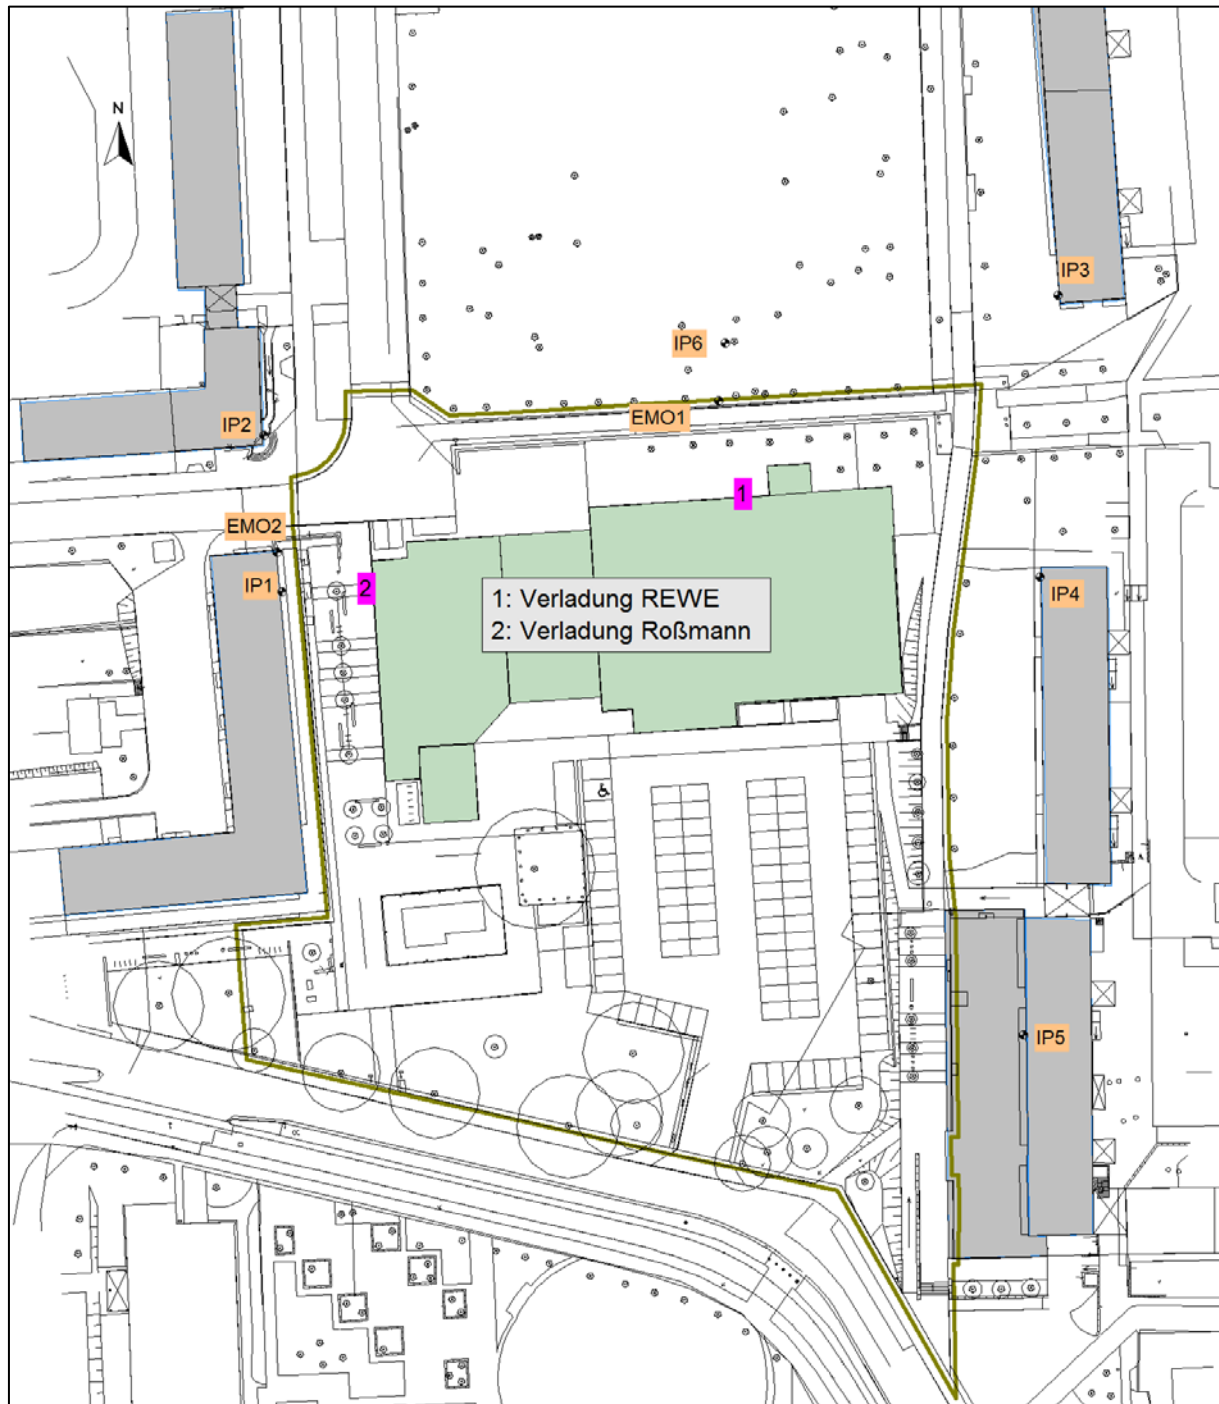 N
IP3
IP6
EMO1
IP2
1
EMO2
IP1
2
IP4
1: Verladung REWE
2: Verladung Roßmann
IP5